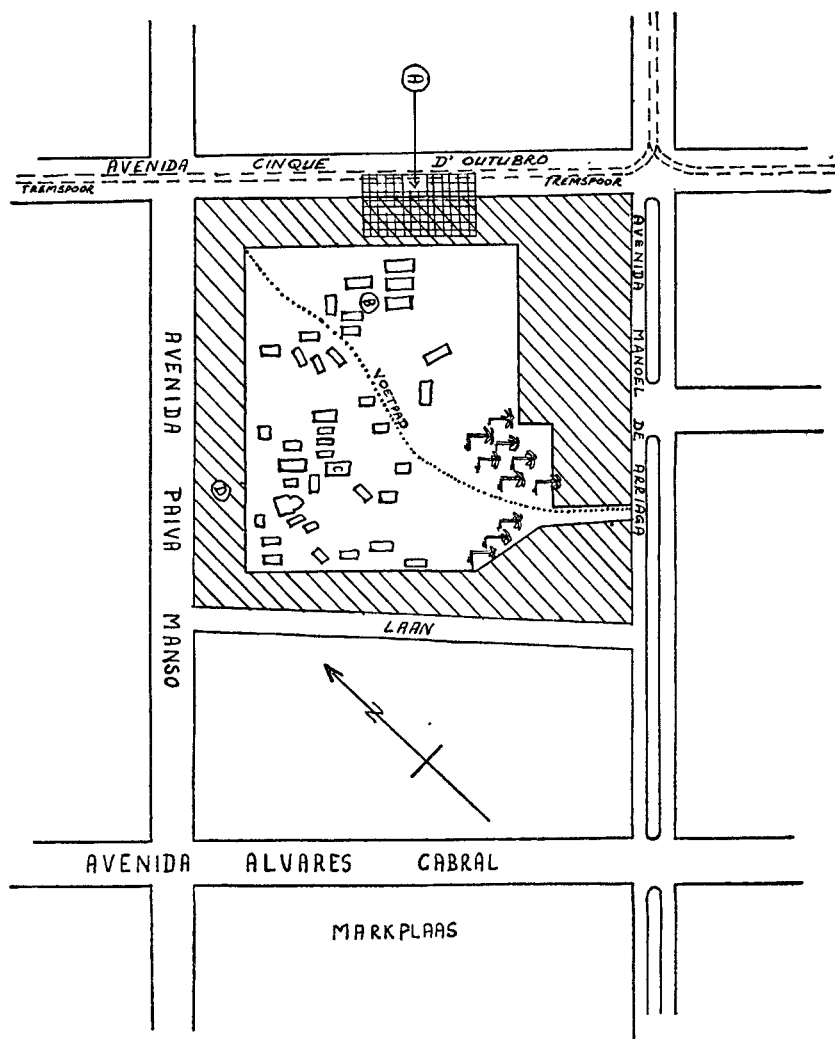 A
AVENIDA CINQUE D'OUTUBRO
TREMSPOOR TREMSPOOR
AVENIDA MANOEL DE ARRIAGA
B
VOETPAD
AVENIDA PAIVA MANSO
C
D
LAAN
N
AVENIDA ALVARES CABRAL
MARKPLAAS